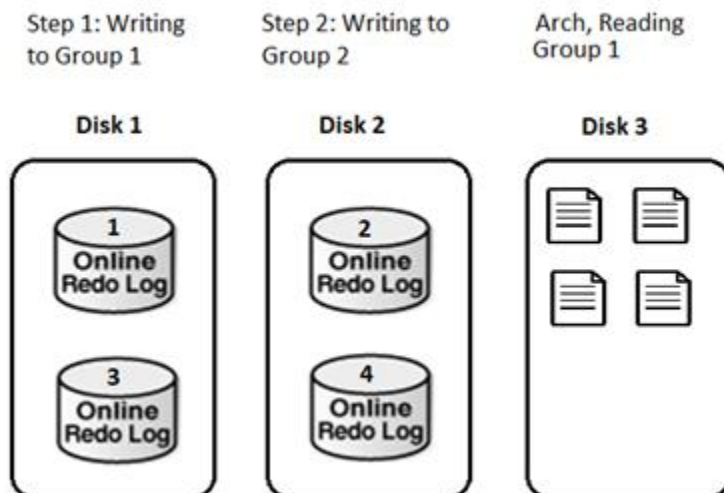 Step 1: Writing
to Group 1
Step 2: Writing to
Group 2
Arch, Reading
Group 1
Disk 1
Disk 2
Disk 3
1
Online
Redo Log
2
Online
Redo Log
3
Online
Redo Log
4
Online
Redo Log